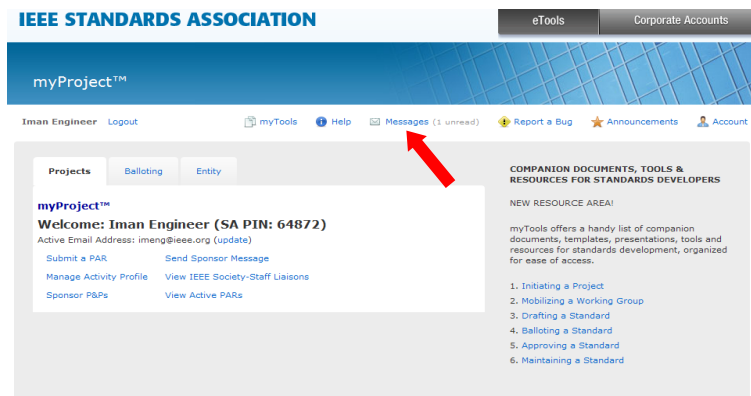 IEEE STANDARDS ASSOCIATION
eTools
Corporate Accounts
myProject™
Iman Engineer Logout
myTools Help Messages (1 unread) Report a Bug Announcements Account
Projects Balloting Entity
myProject™
Welcome: Iman Engineer (SA PIN: 64872)
Active Email Address: imeng@ieee.org (update)
Submit a PAR Send Sponsor Message
Manage Activity Profile View IEEE Society-Staff Liaisons
Sponsor P&Ps View Active PARs
COMPANION DOCUMENTS, TOOLS &
RESOURCES FOR STANDARDS DEVELOPERS
NEW RESOURCE AREA!
myTools offers a handy list of companion
documents, templates, presentations, tools and
resources for standards development, organized
for ease of access.
1. Initiating a Project
2. Mobilizing a Working Group
3. Drafting a Standard
4. Balloting a Standard
5. Approving a Standard
6. Maintaining a Standard